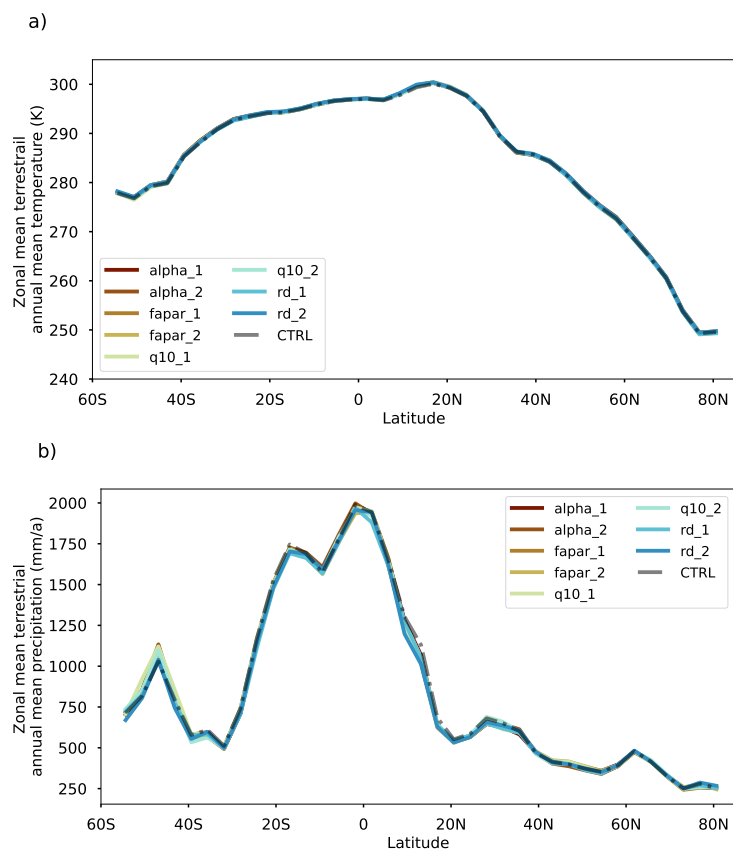 a)
Zonal mean terrestrail
annual mean temperature (K)
300
290
280
270
260
250
240
alpha_1
alpha_2
fapar_1
fapar_2
q10_1
q10_2
rd_1
rd_2
CTRL
60S 40S 20S 0 20N 40N 60N 80N
Latitude
b)
Zonal mean terrestrial
annual mean precipitation (mm/a)
2000
1750
1500
1250
1000
750
500
250
alpha_1
alpha_2
fapar_1
fapar_2
q10_1
q10_2
rd_1
rd_2
CTRL
60S 40S 20S 0 20N 40N 60N 80N
Latitude